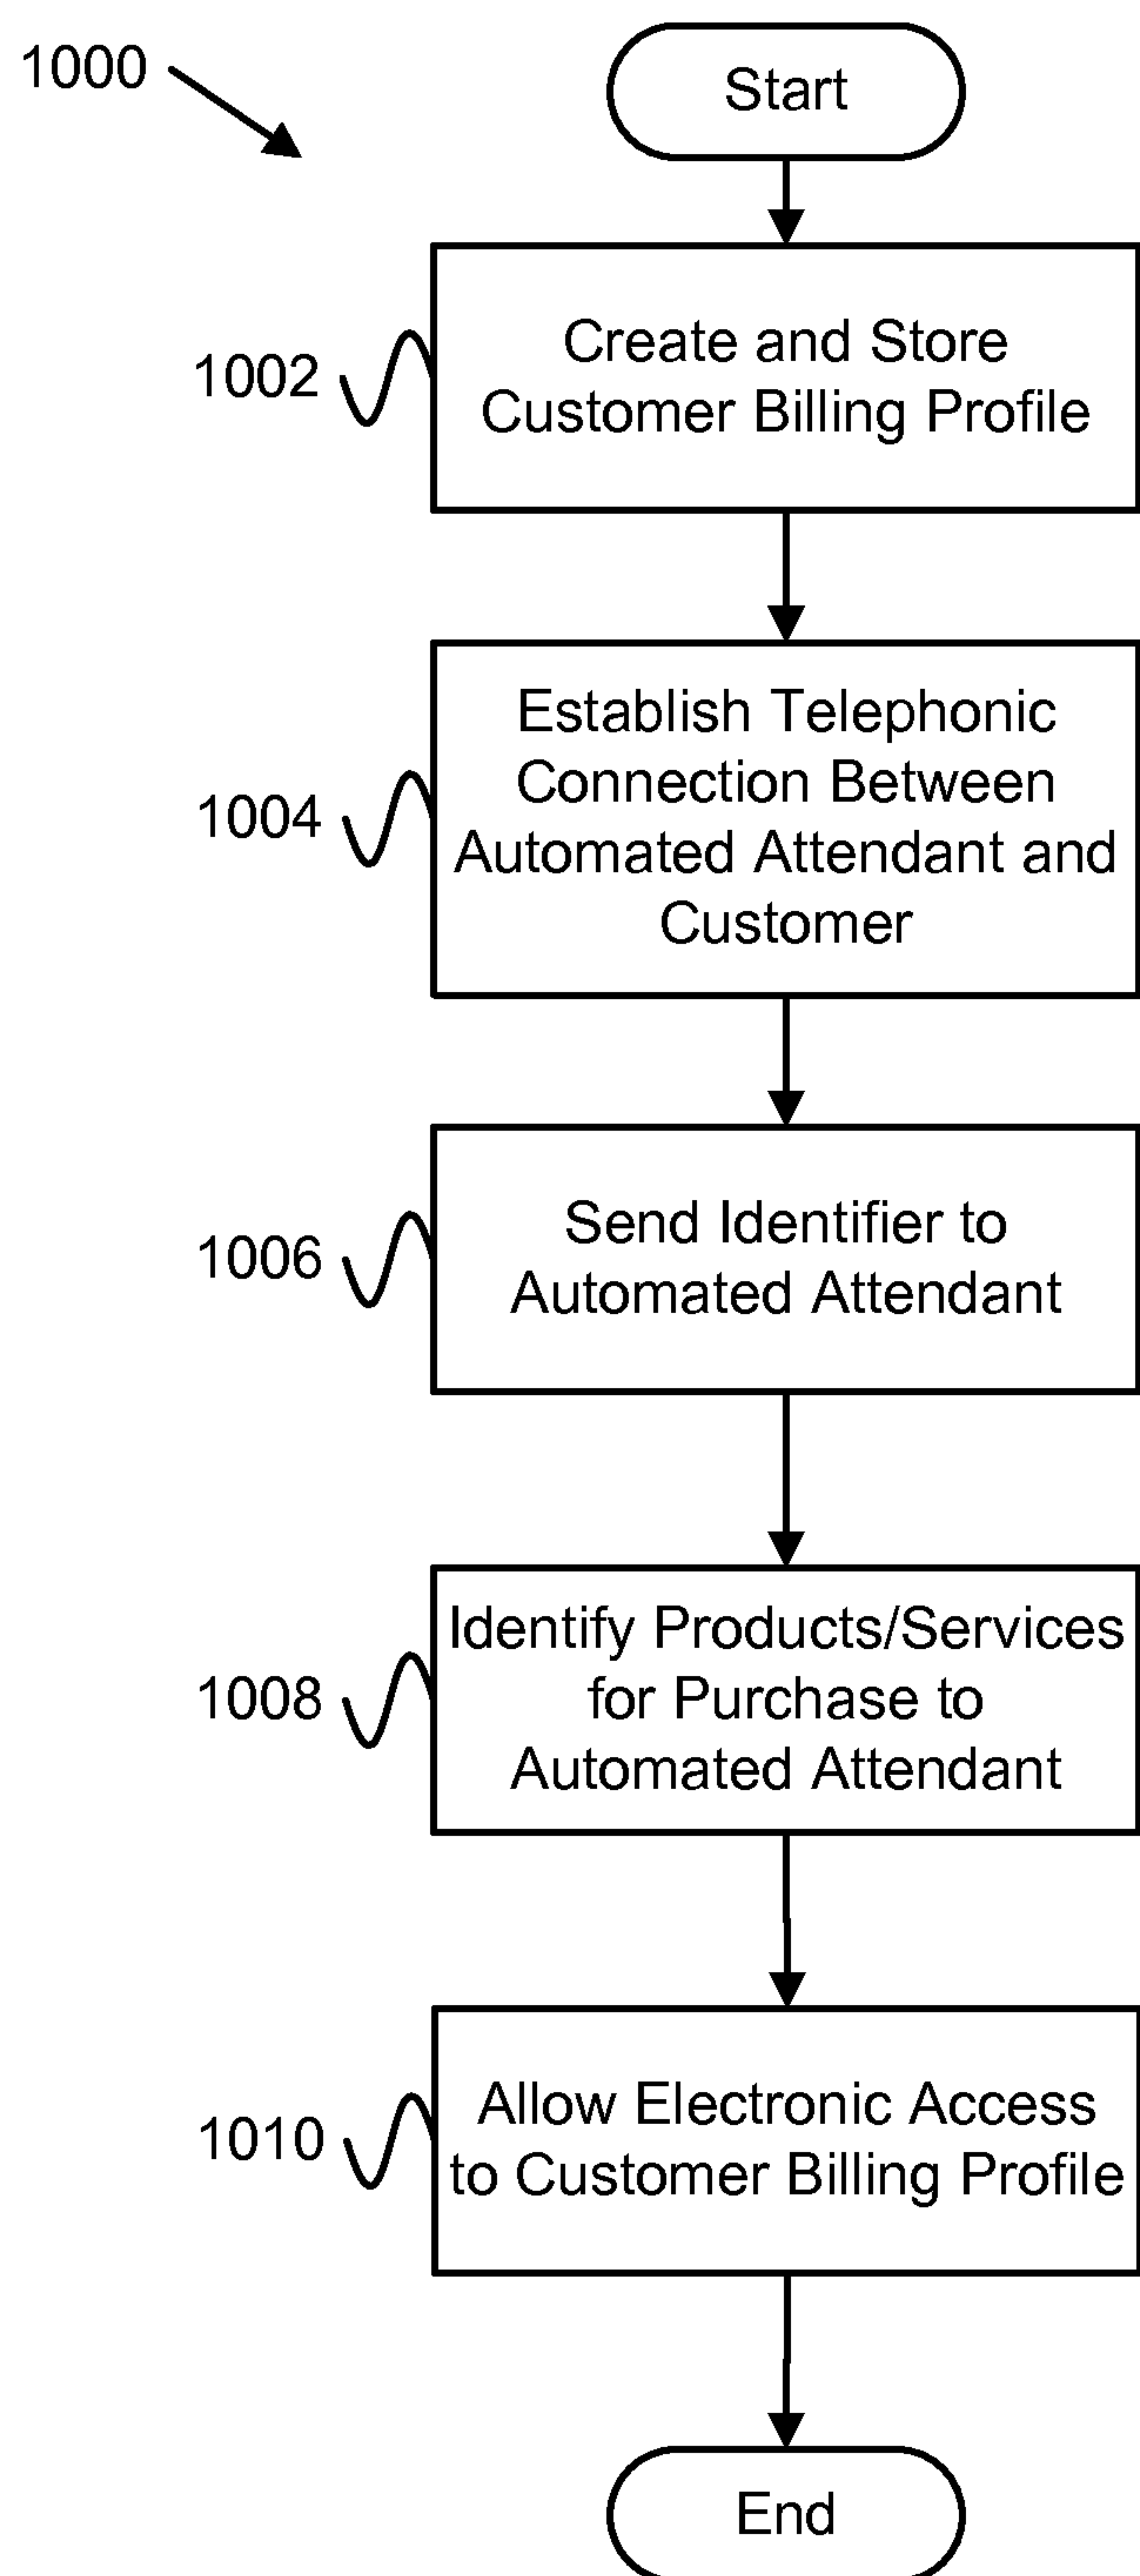 1000
Start
1002
Create and Store
Customer Billing Profile
1004
Establish Telephonic
Connection Between
Automated Attendant and
Customer
1006
Send Identifier to
Automated Attendant
1008
Identify Products/Services
for Purchase to
Automated Attendant
1010
Allow Electronic Access
to Customer Billing Profile
End